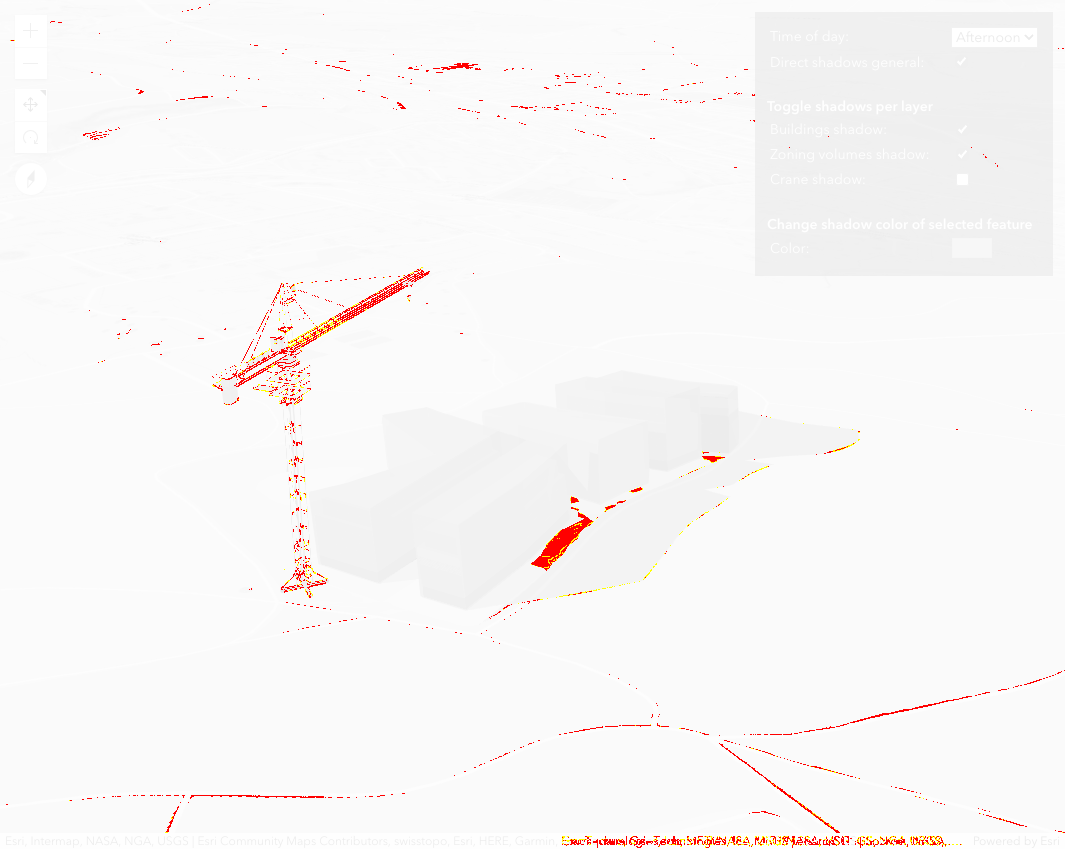 Time of day: Afternoon
Direct shadows general:
Toggle shadows per layer
Buildings shadow:
Zoning volumes shadow:
Crane shadow:
Change shadow color of selected feature
Color:
Esri, Intermap, NASA, NGA, USGS | Esri Community Maps Contributors, swisstopo, Esri, HERE, Garmin,
Powered by Esri